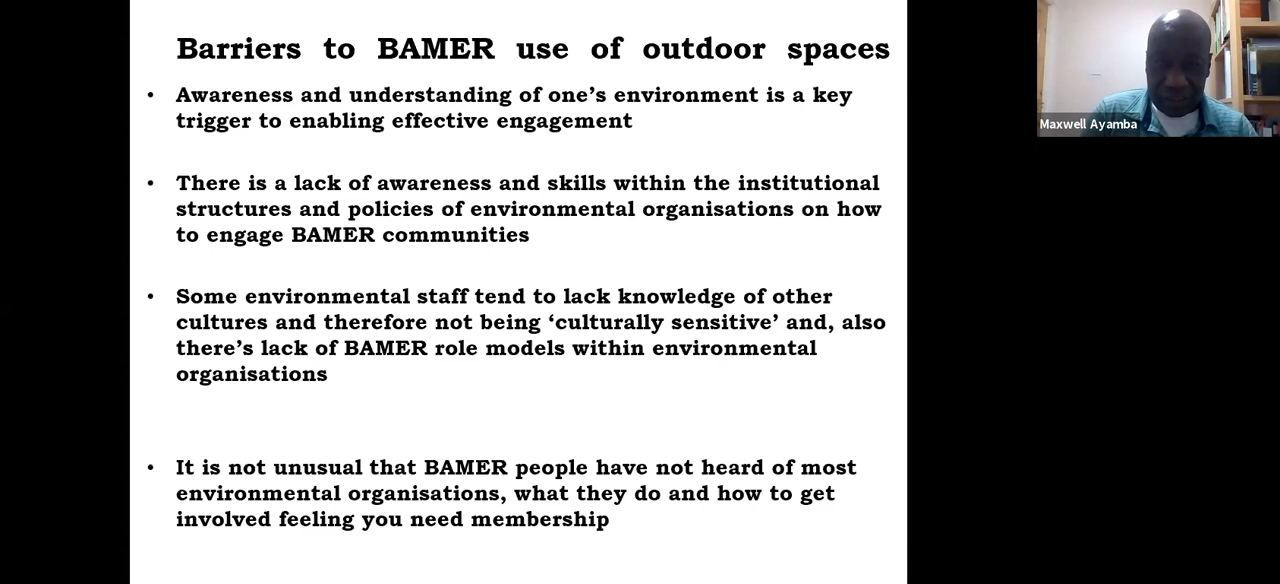 Barriers to BAMER use of outdoor spaces
• Awareness and understanding of one’s environment is a key
trigger to enabling effective engagement
• There is a lack of awareness and skills within the institutional
structures and policies of environmental organisations on how
to engage BAMER communities
• Some environmental staff tend to lack knowledge of other
cultures and therefore not being ‘culturally sensitive’ and, also
there’s lack of BAMER role models within environmental
organisations
• It is not unusual that BAMER people have not heard of most
environmental organisations, what they do and how to get
involved feeling you need membership
Maxwell Ayamba